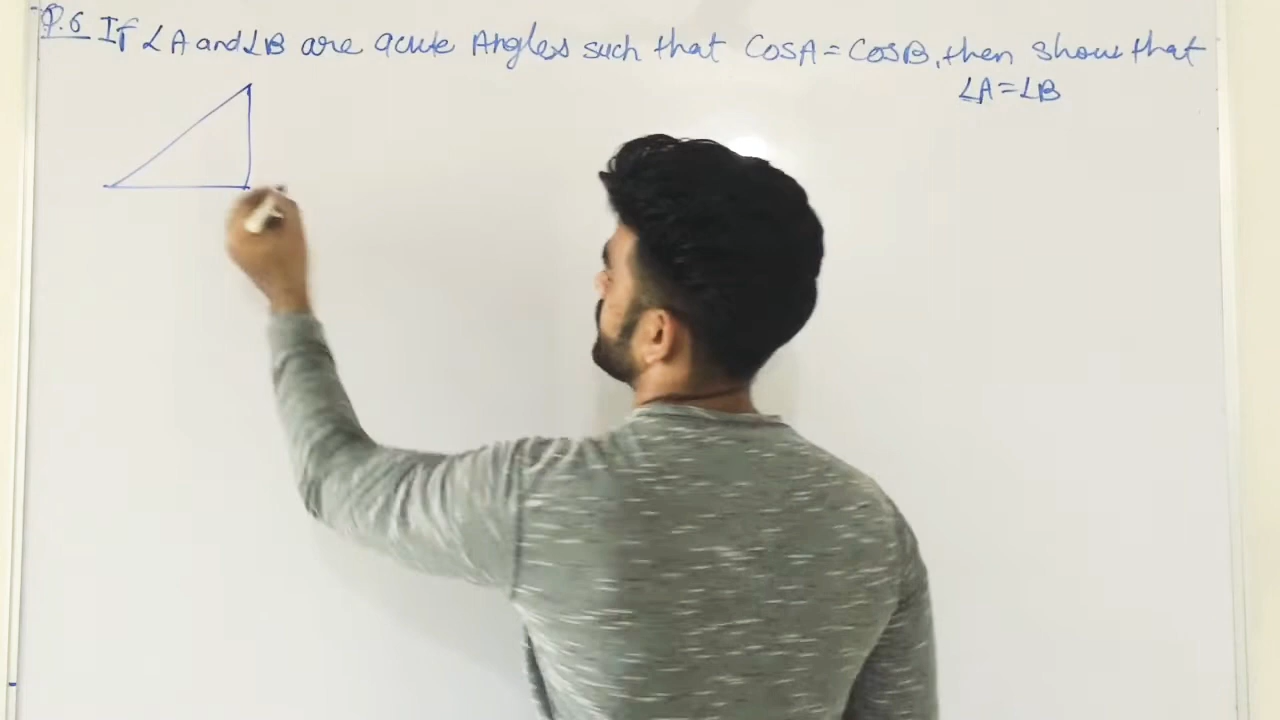 Q.6 If ∠A and ∠B are acute Angles such that CosA = CosB, then show that
∠A = ∠B